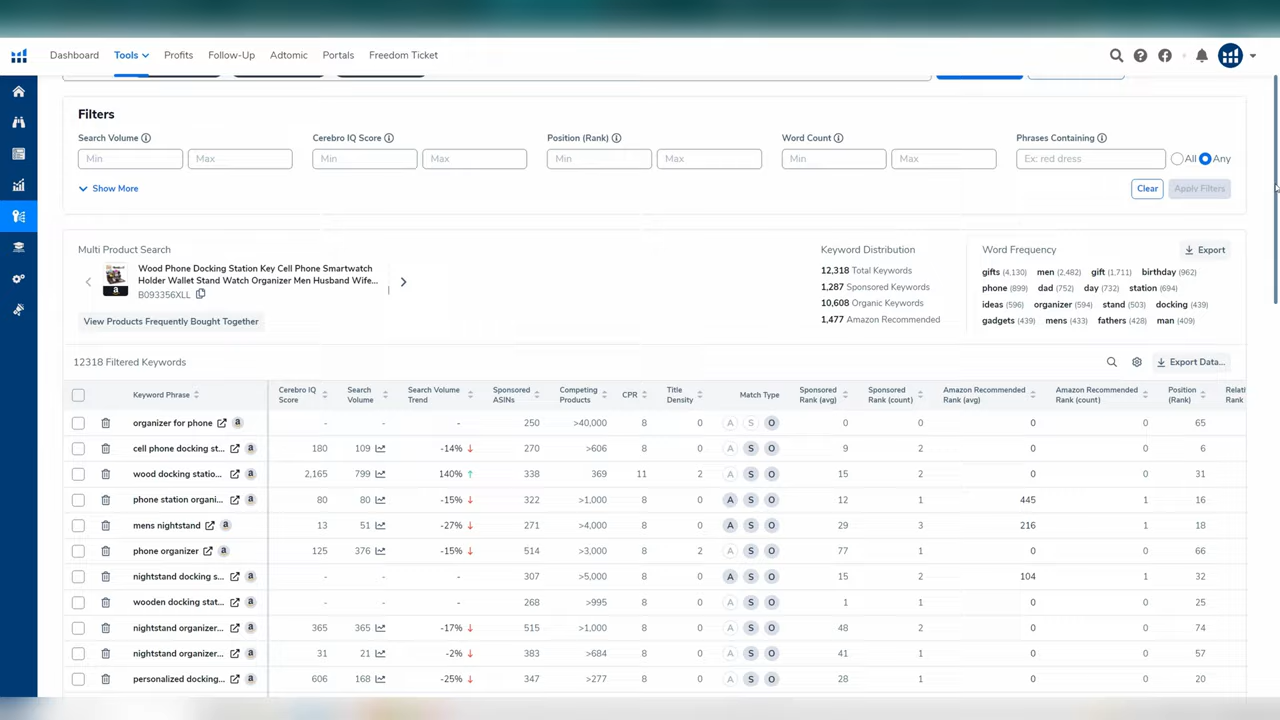 Dashboard Tools Profits Follow-Up Adtomic Portals Freedom Ticket
Filters
Search Volume Cerebro IQ Score Position (Rank) Word Count Phrases Containing
Min Max Min Max Min Max Min Max Ex: red dress All Any
Show More Clear Apply Filters
Multi Product Search
Wood Phone Docking Station Key Cell Phone Smartwatch
Holder Wallet Stand Watch Organizer Men Husband Wife...
B093356XLL
View Products Frequently Bought Together
Keyword Distribution
12,318 Total Keywords
1,287 Sponsored Keywords
10,608 Organic Keywords
1,477 Amazon Recommended
Word Frequency Export
gifts (4,130) men (2,482) gift (1,711) birthday (962)
phone (899) dad (752) day (732) station (694)
ideas (596) organizer (594) stand (503) docking (439)
gadgets (439) mens (433) fathers (428) man (409)
12318 Filtered Keywords Export Data...
Keyword Phrase Cerebro IQ Score Search Volume Search Volume Trend Sponsored ASINs Competing Products CPR Title Density Match Type Sponsored Rank (avg) Sponsored Rank (count) Amazon Recommended Rank (avg) Amazon Recommended Rank (count) Position (Rank) Relati Rank
organizer for phone a - - - 250 >40,000 8 0 A S O 0 0 0 0 65
cell phone docking st... a 180 109 -14% 270 >606 8 0 A S O 9 2 0 0 6
wood docking statio... a 2,165 799 140% 338 369 11 2 A S O 15 2 0 0 31
phone station organi... a 80 80 -15% 322 >1,000 8 0 A S O 12 1 445 1 16
mens nightstand a 13 51 -27% 271 >4,000 8 0 A S O 29 3 216 1 18
phone organizer a 125 376 -15% 514 >3,000 8 2 A S O 77 1 0 0 66
nightstand docking s... a - - - 307 >5,000 8 0 A S O 15 2 104 1 32
wooden docking stat... a - - - 268 >995 8 0 A S O 1 1 0 0 25
nightstand organizer... a 365 365 -17% 515 >1,000 8 0 A S O 48 2 0 0 74
nightstand organizer... a 31 21 -2% 383 >684 8 0 A S O 41 1 0 0 57
personalized docking... a 606 168 -25% 347 >277 8 0 A S O 28 1 0 0 20